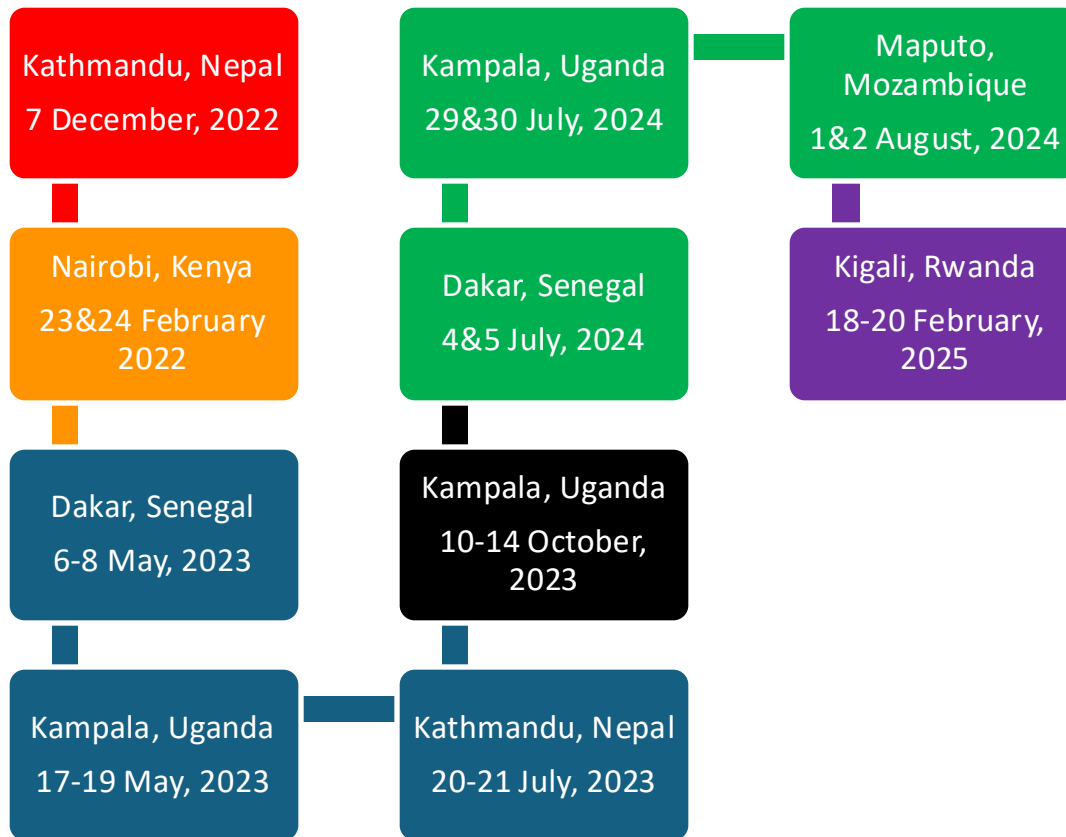 Kathmandu, Nepal
7 December, 2022
Nairobi, Kenya
23&24 February
2022
Dakar, Senegal
6-8 May, 2023
Kampala, Uganda
17-19 May, 2023
Kathmandu, Nepal
20-21 July, 2023
Kampala, Uganda
10-14 October,
2023
Dakar, Senegal
4&5 July, 2024
Kampala, Uganda
29&30 July, 2024
Maputo,
Mozambique
1&2 August, 2024
Kigali, Rwanda
18-20 February,
2025